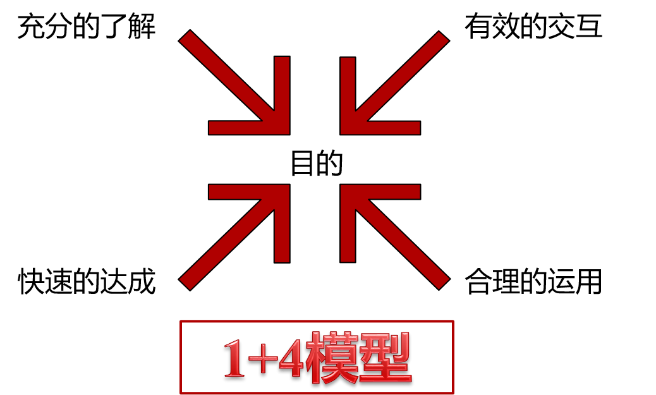 充分的了解
有效的交互
目的
快速的达成
合理的运用
1+4模型